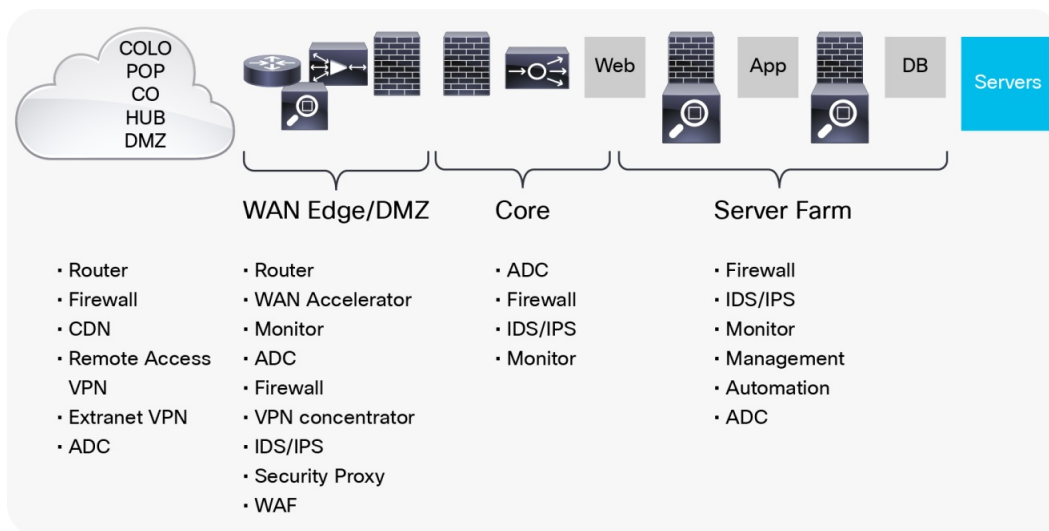 COLO
POP
CO
HUB
DMZ
Web
App
DB
Servers
WAN Edge/DMZ
Core
Server Farm
· Router
· Firewall
· CDN
· Remote Access
VPN
· Extranet VPN
· ADC
· Router
· WAN Accelerator
· Monitor
· ADC
· Firewall
· VPN concentrator
· IDS/IPS
· Security Proxy
· WAF
· ADC
· Firewall
· IDS/IPS
· Monitor
· Firewall
· IDS/IPS
· Monitor
· Management
· Automation
· ADC